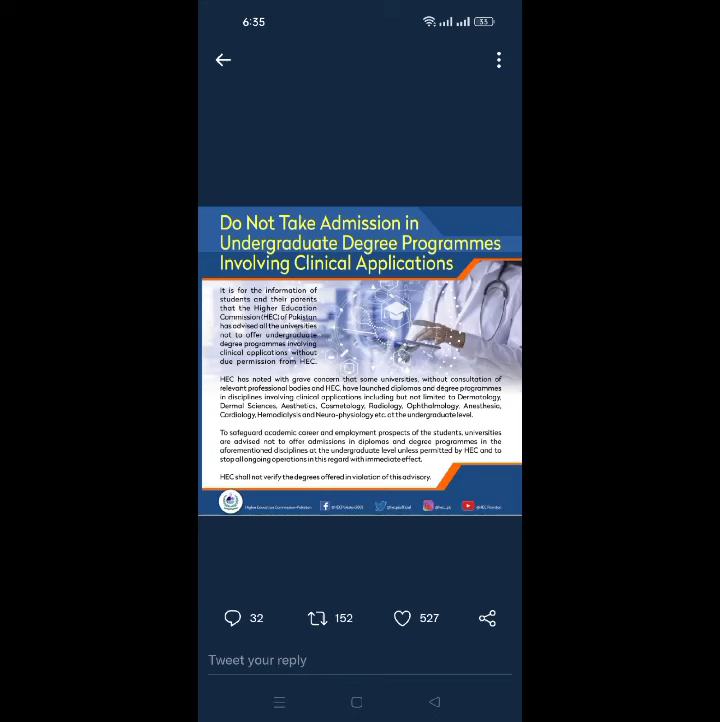 6:35
33
Do Not Take Admission in
Undergraduate Degree Programmes
Involving Clinical Applications
It is for the information of
students and their parents
that the Higher Education
Commission (HEC) of Pakistan
has advised all the universities
not to offer undergraduate
degree programmes involving
clinical applications without
due permission from HEC.
HEC has noted with grave concern that some universities, without consultation of
relevant professional bodies and HEC, have launched diplomas and degree programmes
in disciplines involving clinical applications including but not limited to Dermatology,
Dermal Sciences, Aesthetics, Cosmetology, Radiology, Ophthalmology, Anesthesia,
Cardiology, Hemodialysis and Neuro-physiology etc. at the undergraduate level.
To safeguard academic career and employment prospects of the students, universities
are advised not to offer admissions in diplomas and degree programmes in the
aforementioned disciplines at the undergraduate level unless permitted by HEC and to
stop all ongoing operations in this regard with immediate effect.
HEC shall not verify the degrees offered in violation of this advisory.
Higher Education Commission-Pakistan @hec_pk @HEC Pakistan
32 152 527
Tweet your reply